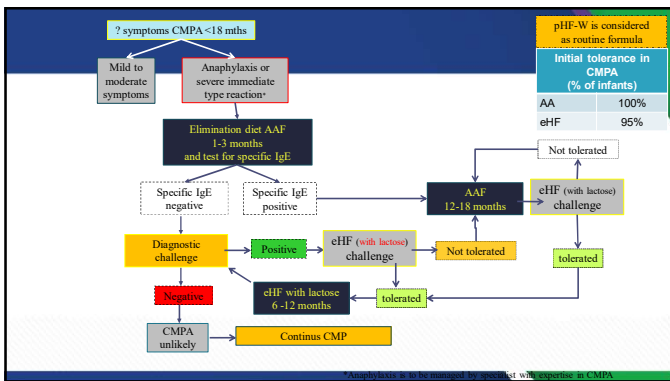 ? symptoms CMPA<18 mths
pHF-W is considered
as routine formula
Initial tolerance in
CMPA
(% of infants)
AA 100%
eHF 95%
Mild to
moderate
symptoms
Anaphylaxis or
severe immediate
type reaction*
Elimination diet AAF
1-3 months
and test for specific IgE
Not tolerated
Specific IgE
negative
Specific IgE
positive
AAF
12-18 months
eHF (with lactose)
challenge
Diagnostic
challenge
Positive
eHF (with lactose)
challenge
Not tolerated
tolerated
Negative
eHF with lactose
6 -12 months
tolerated
CMPA
unlikely
Continus CMP
*Anaphylaxis is to be managed by specialist with expertise in CMPA